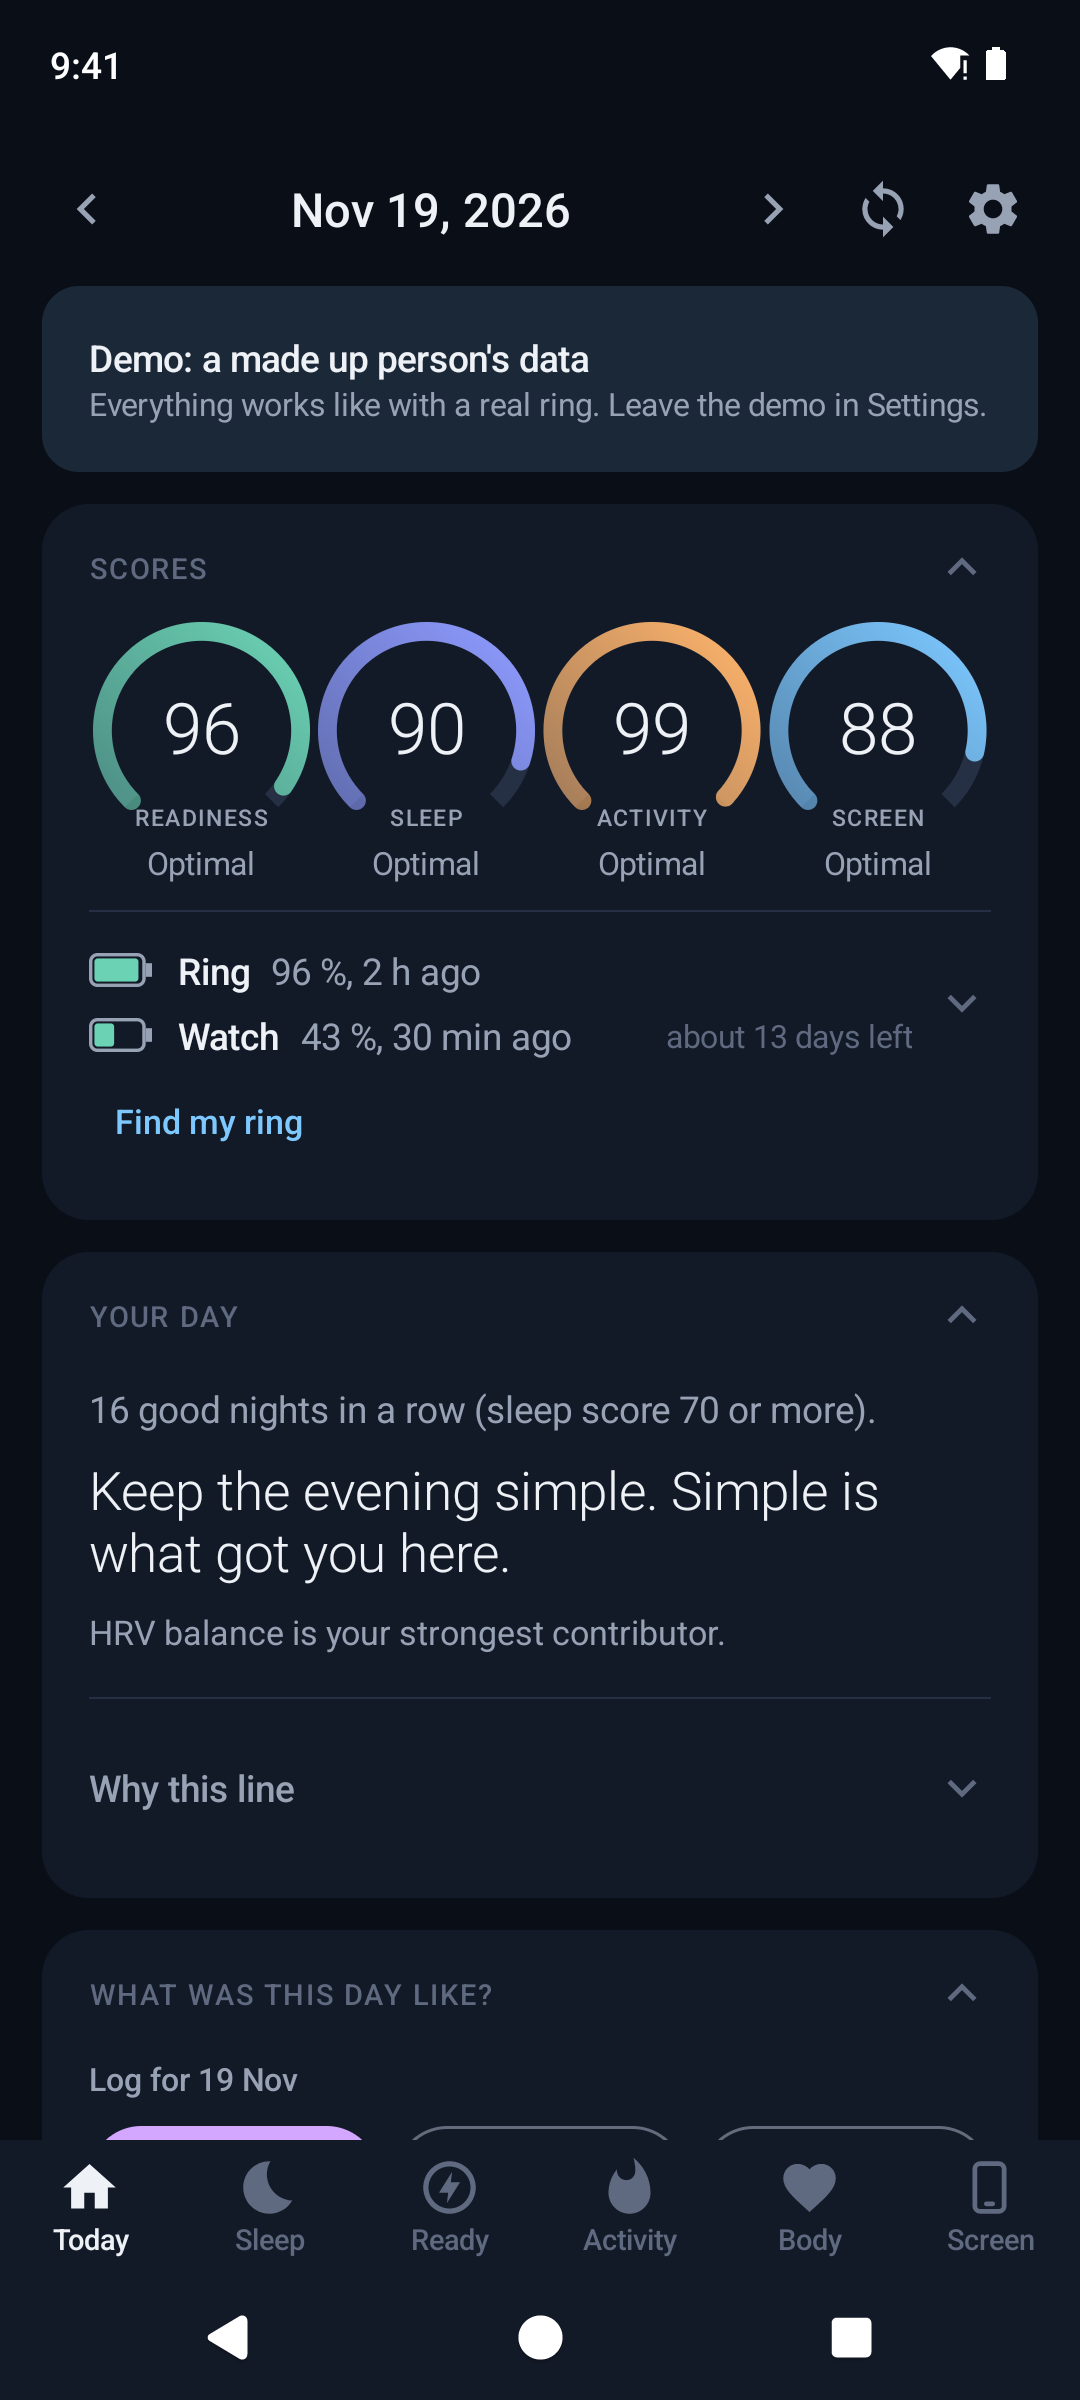 9:41
Nov 19, 2026
Demo: a made up person's data
Everything works like with a real ring. Leave the demo in Settings.
SCORES
96 90 99 88
READINESS SLEEP ACTIVITY SCREEN
Optimal Optimal Optimal Optimal
Ring 96 %, 2 h ago
Watch 43 %, 30 min ago about 13 days left
Find my ring
YOUR DAY
16 good nights in a row (sleep score 70 or more).
Keep the evening simple. Simple is
what got you here.
HRV balance is your strongest contributor.
Why this line
WHAT WAS THIS DAY LIKE?
Log for 19 Nov
Today Sleep Ready Activity Body Screen